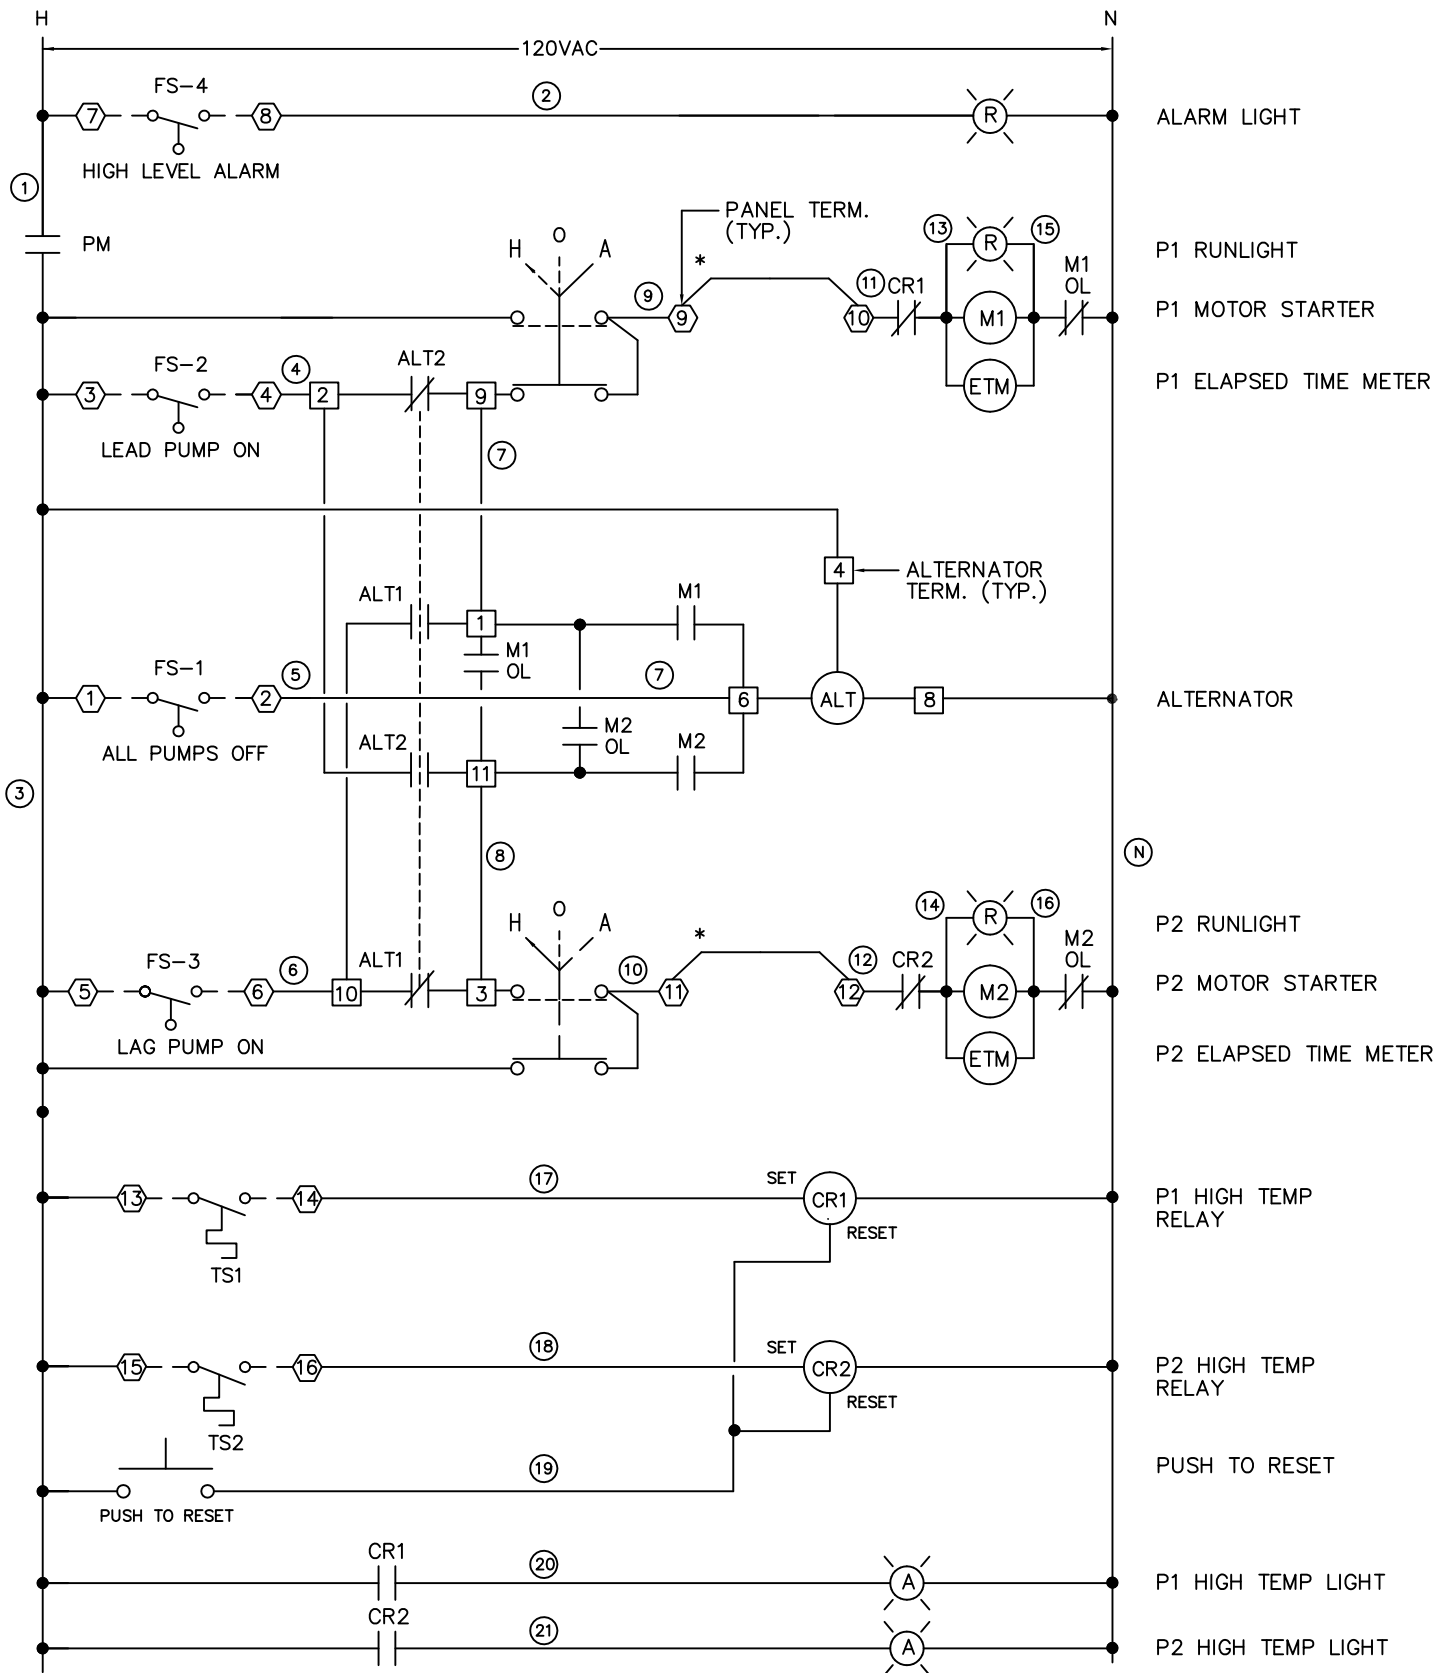 H
N
120VAC
FS-4
7
8
2
R
ALARM LIGHT
HIGH LEVEL ALARM
1
PM
H
O
A
PANEL TERM.
(TYP.)
*
9
9
10
11
CR1
13
R
15
M1
OL
M1
P1 RUNLIGHT
P1 MOTOR STARTER
FS-2
3
4
4
2
ALT2
9
ETM
P1 ELAPSED TIME METER
LEAD PUMP ON
7
4
ALTERNATOR
TERM. (TYP.)
ALT1
1
M1
M1
OL
FS-1
1
2
5
7
6
ALT
8
ALTERNATOR
ALL PUMPS OFF
M2
OL
ALT2
11
M2
3
8
N
H
O
A
*
14
R
16
P2 RUNLIGHT
FS-3
5
6
6
10
ALT1
3
10
11
12
12
CR2
M2
M2
OL
P2 MOTOR STARTER
LAG PUMP ON
ETM
P2 ELAPSED TIME METER
13
14
17
SET
CR1
RESET
P1 HIGH TEMP
RELAY
TS1
15
16
18
SET
CR2
RESET
P2 HIGH TEMP
RELAY
TS2
19
PUSH TO RESET
PUSH TO RESET
CR1
20
A
P1 HIGH TEMP LIGHT
CR2
21
A
P2 HIGH TEMP LIGHT